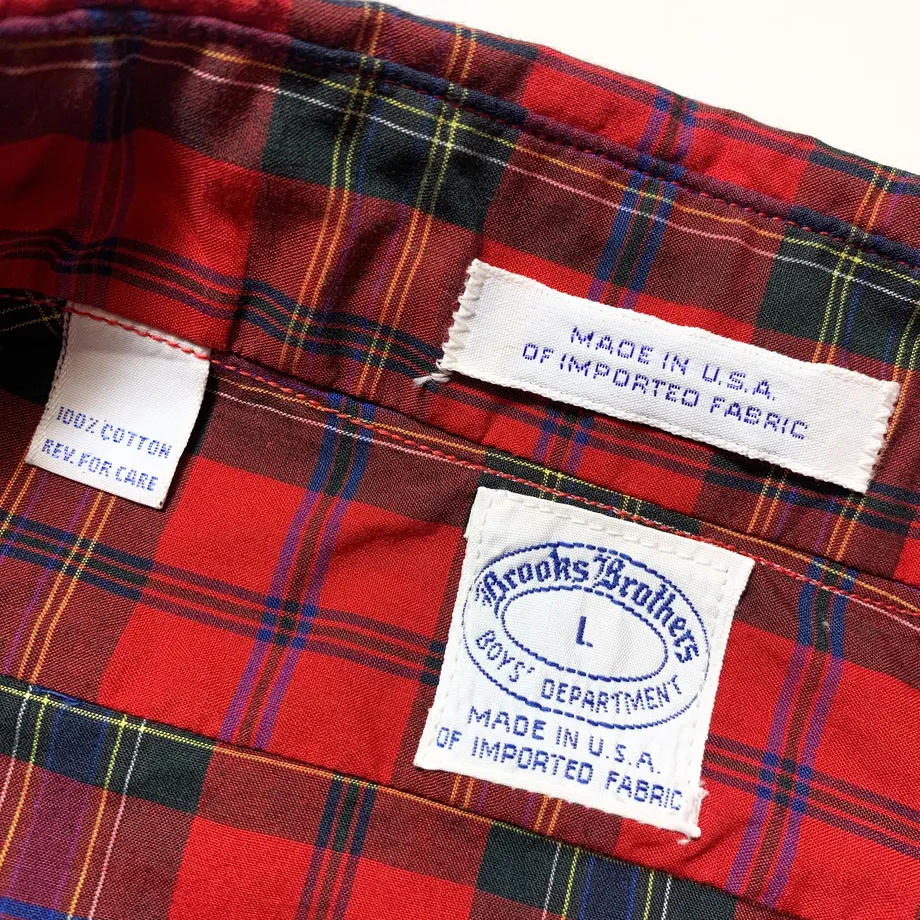 MADE IN U.S.A.
OF IMPORTED FABRIC
100% COTTON
REV. FOR CARE
Brooks Brothers
L
BOYS' DEPARTMENT
MADE IN U.S.A.
OF IMPORTED FABRIC